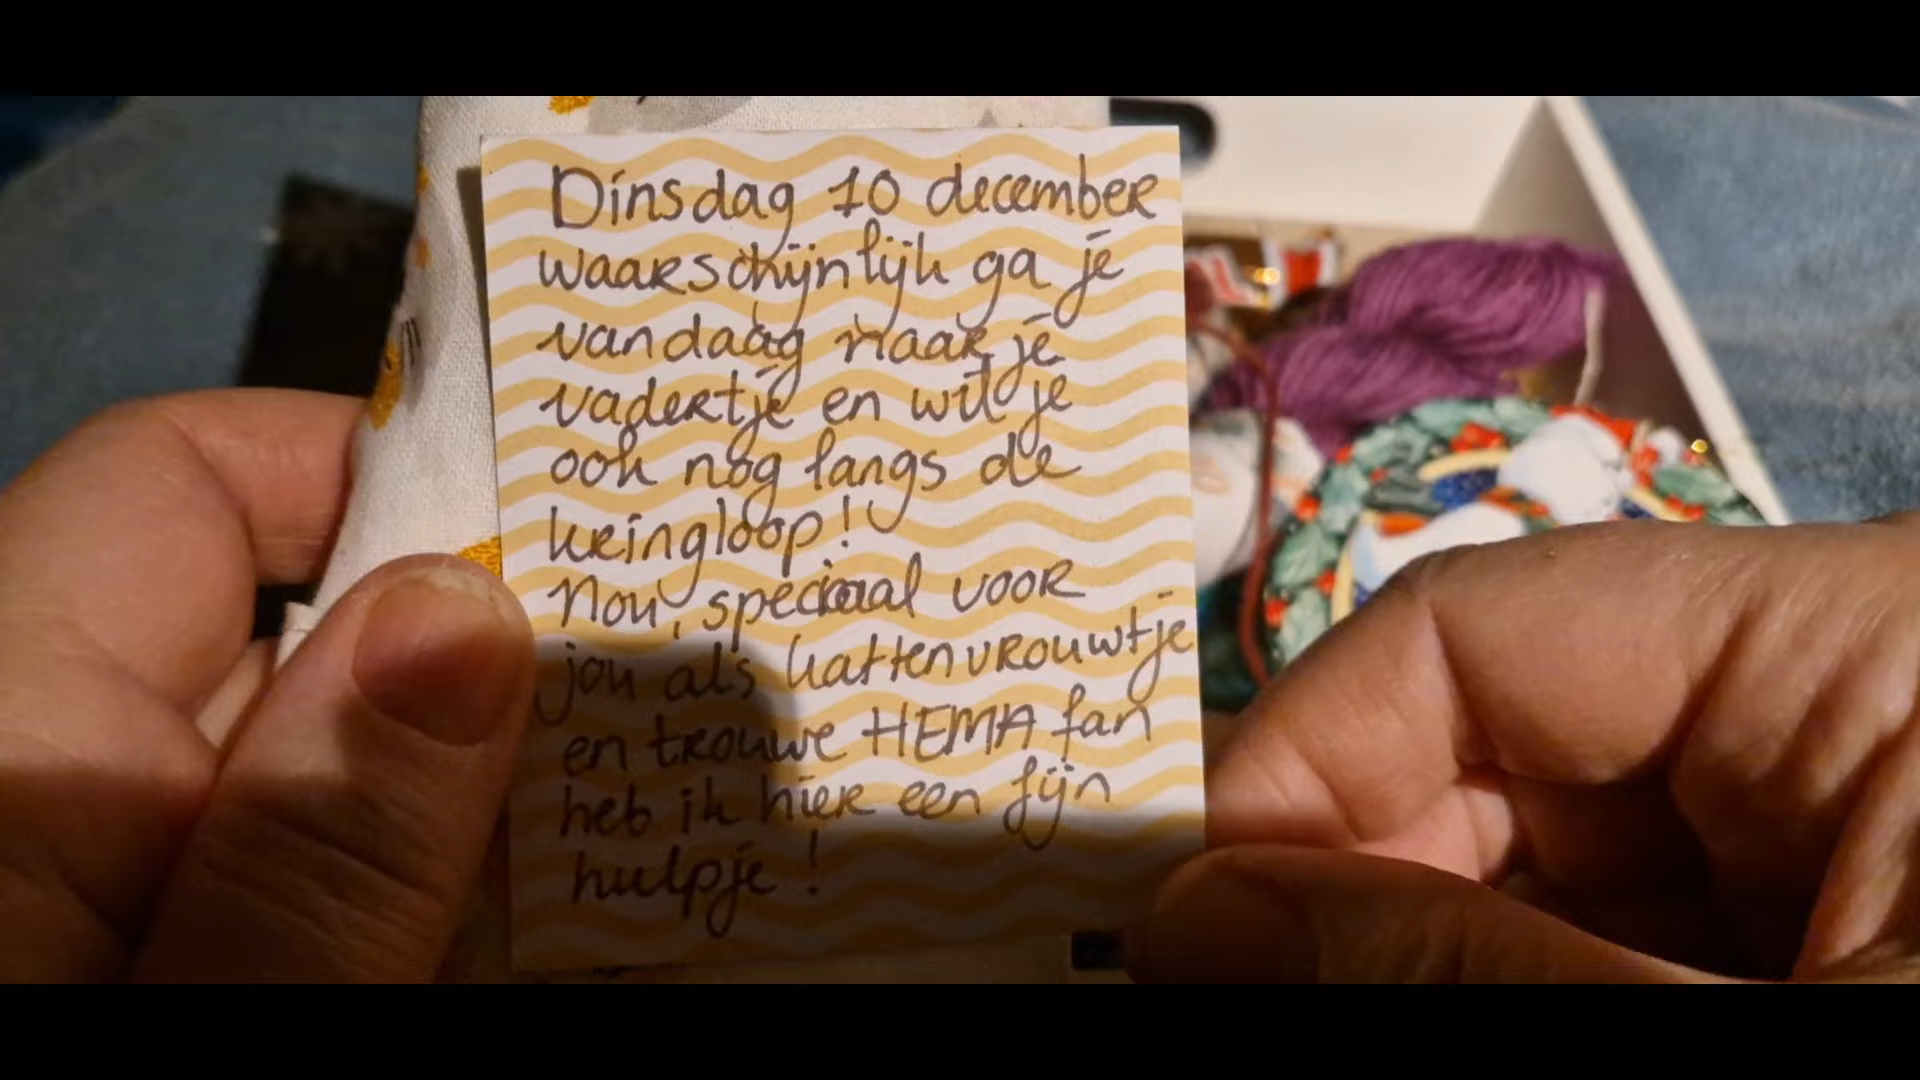 Dinsdag 10 december
waarschijnlijk ga je
vandaag naar je
vadertje en wil je
ook nog langs de
kringloop!
Nou, speciaal voor
jou als kattenvrouwtje
en trouwe HEMA fan
heb ik hier een fijn
hulpje!